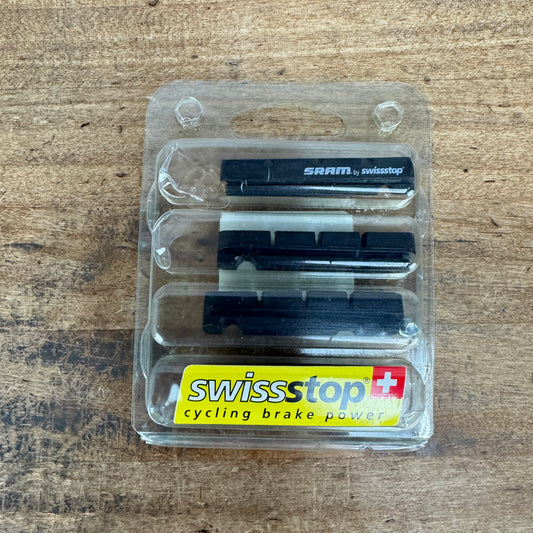 SRAM by swissstop
swissstop®
cycling brake power